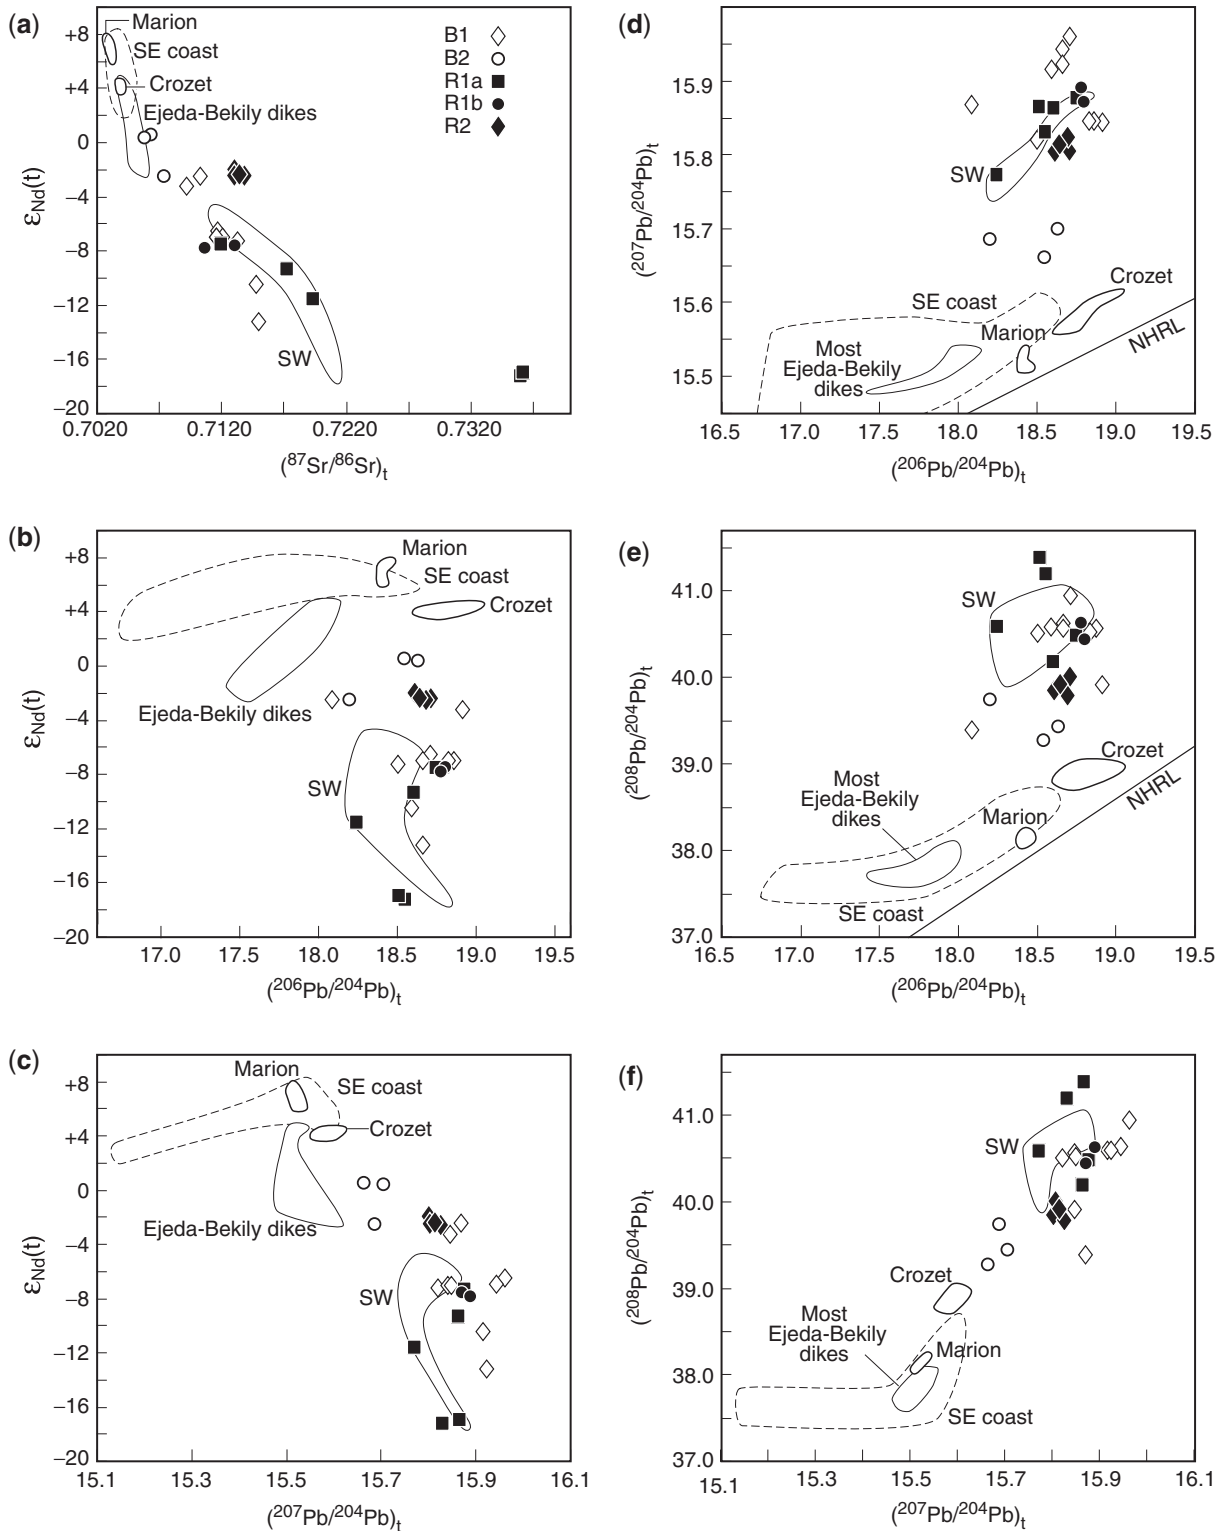 (a)
+8
+4
0
−4
−8
−12
−16
−20
εNd(t)
Marion
SE coast
Crozet
Ejeda-Bekily dikes
SW
B1
B2
R1a
R1b
R2
0.7020
0.7120
0.7220
0.7320
(87Sr/86Sr)t
(b)
+8
+4
0
−4
−8
−12
−16
−20
εNd(t)
Marion
SE coast
Crozet
Ejeda-Bekily dikes
SW
17.0
17.5
18.0
18.5
19.0
19.5
(206Pb/204Pb)t
(c)
+8
+4
0
−4
−8
−12
−16
−20
εNd(t)
Marion
SE coast
Crozet
Ejeda-Bekily dikes
SW
15.1
15.3
15.5
15.7
15.9
16.1
(207Pb/204Pb)t
(d)
15.9
15.8
15.7
15.6
15.5
(207Pb/204Pb)t
SW
SE coast
Crozet
Marion
Most
Ejeda-Bekily
dikes
NHRL
16.5
17.0
17.5
18.0
18.5
19.0
19.5
(206Pb/204Pb)t
(e)
41.0
40.0
39.0
38.0
37.0
(208Pb/204Pb)t
SW
Crozet
Most
Ejeda-Bekily
dikes
Marion
NHRL
SE coast
16.5
17.0
17.5
18.0
18.5
19.0
19.5
(206Pb/204Pb)t
(f)
41.0
40.0
39.0
38.0
37.0
(208Pb/204Pb)t
SW
Crozet
Most
Ejeda-Bekily
dikes
Marion
SE coast
15.1
15.3
15.5
15.7
15.9
16.1
(207Pb/204Pb)t